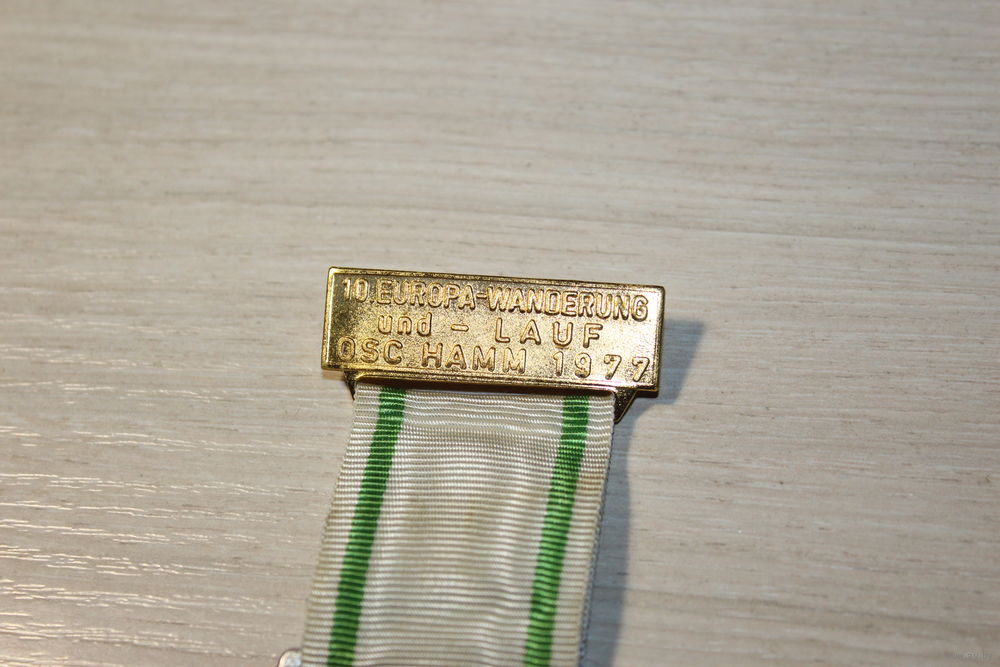 10.EUROPA-WANDERUNG
und - LAUF
OSC HAMM 1977